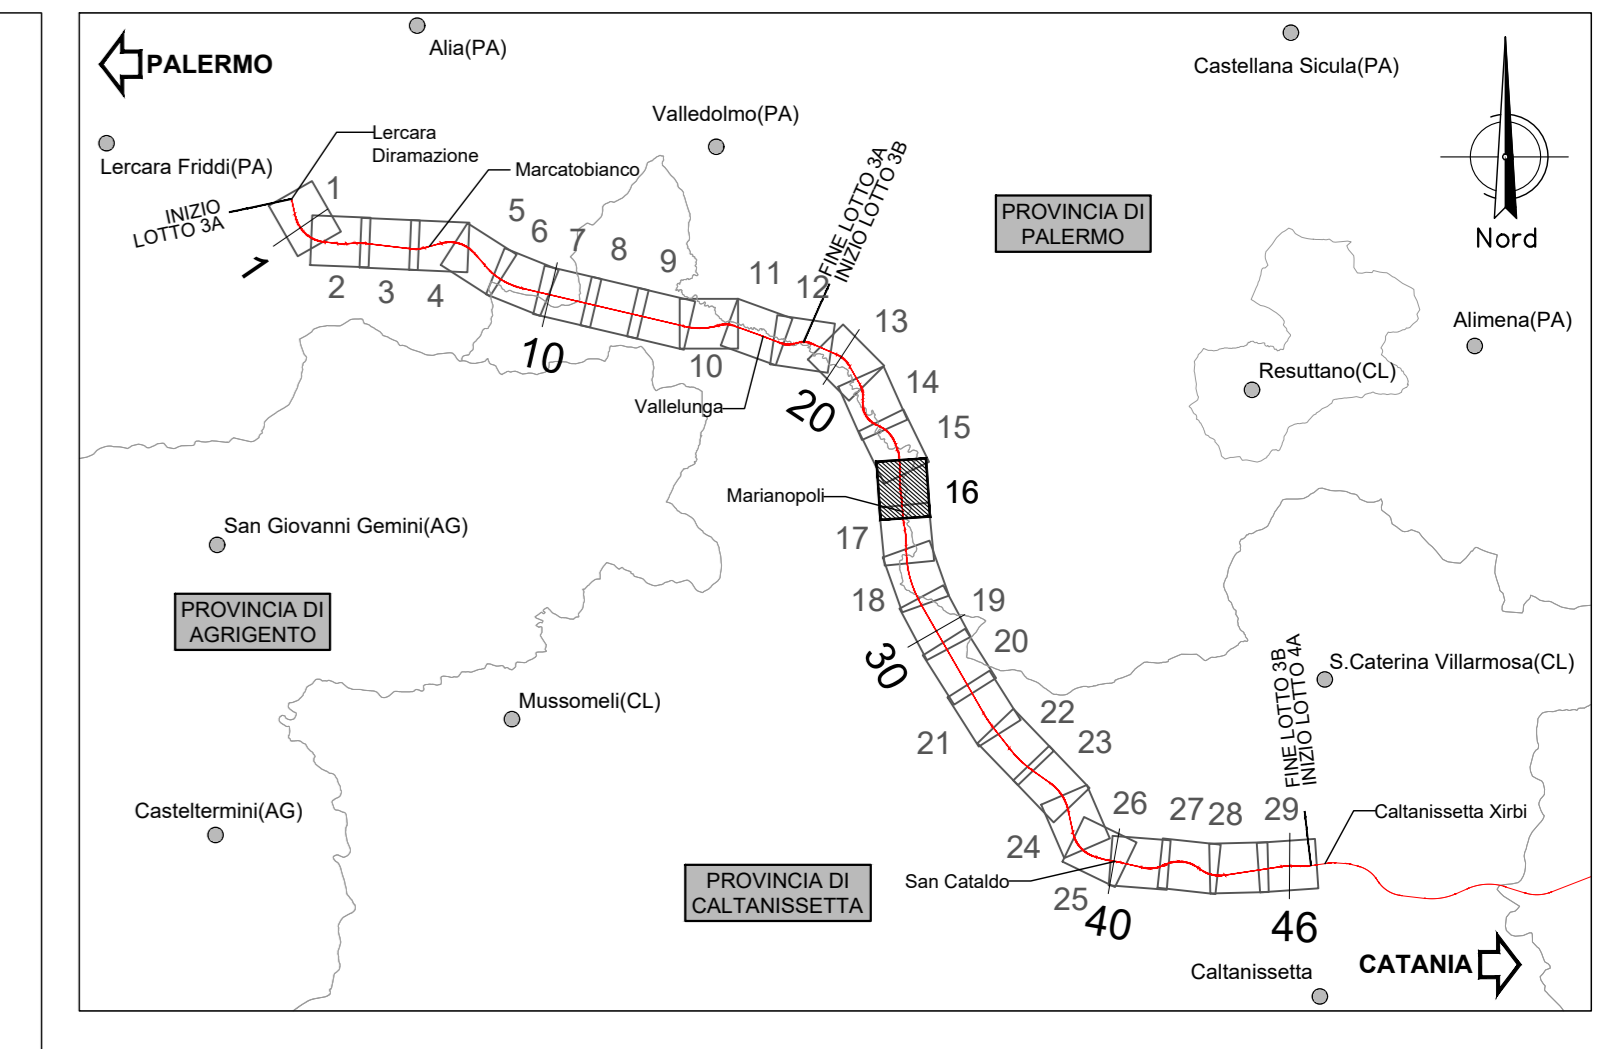 PALERMO
Alia(PA)
Castellana Sicula(PA)
Valledolmo(PA)
Lercara Friddi(PA)
Lercara
Diramazione
Marcatobianco
INIZIO
LOTTO 3A
FINE LOTTO 3A
INIZIO LOTTO 3B
PROVINCIA DI
PALERMO
Nord
1
1
2
3
4
5
6
7
8
9
10
10
11
12
13
14
15
16
17
18
19
20
20
21
22
23
24
25
26
27
28
29
30
40
46
Vallelunga
Marianopoli
Alimena(PA)
Resuttano(CL)
San Giovanni Gemini(AG)
PROVINCIA DI
AGRIGENTO
Mussomeli(CL)
S.Caterina Villarmosa(CL)
FINE LOTTO 3B
INIZIO LOTTO 4A
Casteltermini(AG)
Caltanissetta Xirbi
San Cataldo
PROVINCIA DI
CALTANISSETTA
Caltanissetta
CATANIA